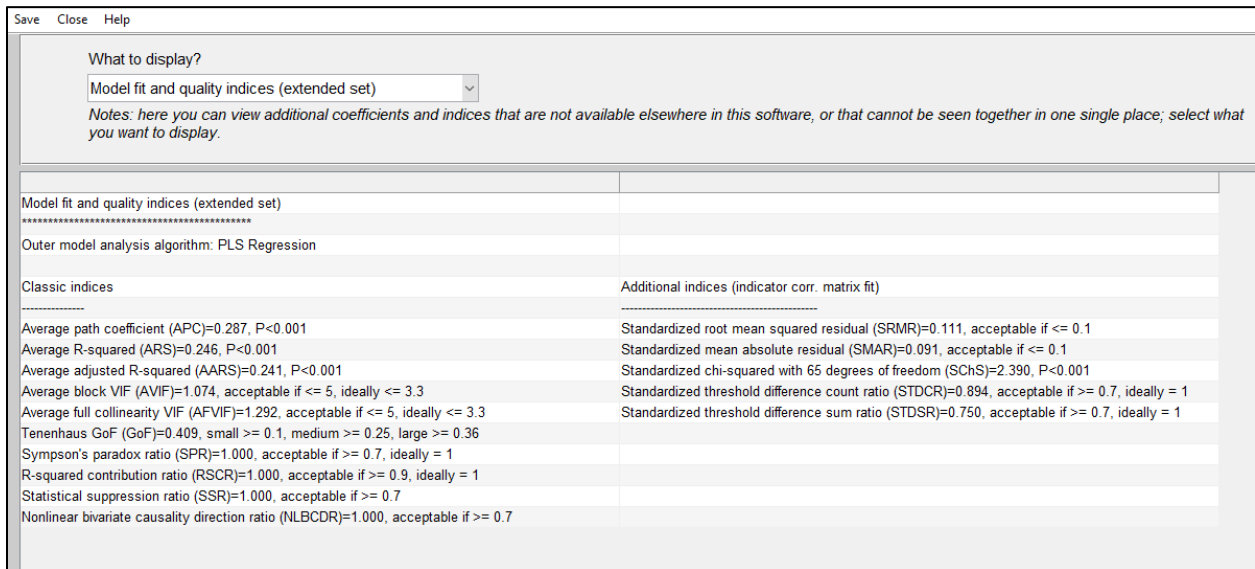 Save Close Help
What to display?
Model fit and quality indices (extended set)
Notes: here you can view additional coefficients and indices that are not available elsewhere in this software, or that cannot be seen together in one single place; select what
you want to display.
Model fit and quality indices (extended set)
********************************************
Outer model analysis algorithm: PLS Regression
Classic indices Additional indices (indicator corr. matrix fit)
--------------- -----------------------------------------------
Average path coefficient (APC)=0.287, P<0.001 Standardized root mean squared residual (SRMR)=0.111, acceptable if <= 0.1
Average R-squared (ARS)=0.246, P<0.001 Standardized mean absolute residual (SMAR)=0.091, acceptable if <= 0.1
Average adjusted R-squared (AARS)=0.241, P<0.001 Standardized chi-squared with 65 degrees of freedom (SChS)=2.390, P<0.001
Average block VIF (AVIF)=1.074, acceptable if <= 5, ideally <= 3.3 Standardized threshold difference count ratio (STDCR)=0.894, acceptable if >= 0.7, ideally = 1
Average full collinearity VIF (AFVIF)=1.292, acceptable if <= 5, ideally <= 3.3 Standardized threshold difference sum ratio (STDSR)=0.750, acceptable if >= 0.7, ideally = 1
Tenenhaus GoF (GoF)=0.409, small >= 0.1, medium >= 0.25, large >= 0.36
Sympson's paradox ratio (SPR)=1.000, acceptable if >= 0.7, ideally = 1
R-squared contribution ratio (RSCR)=1.000, acceptable if >= 0.9, ideally = 1
Statistical suppression ratio (SSR)=1.000, acceptable if >= 0.7
Nonlinear bivariate causality direction ratio (NLBCDR)=1.000, acceptable if >= 0.7